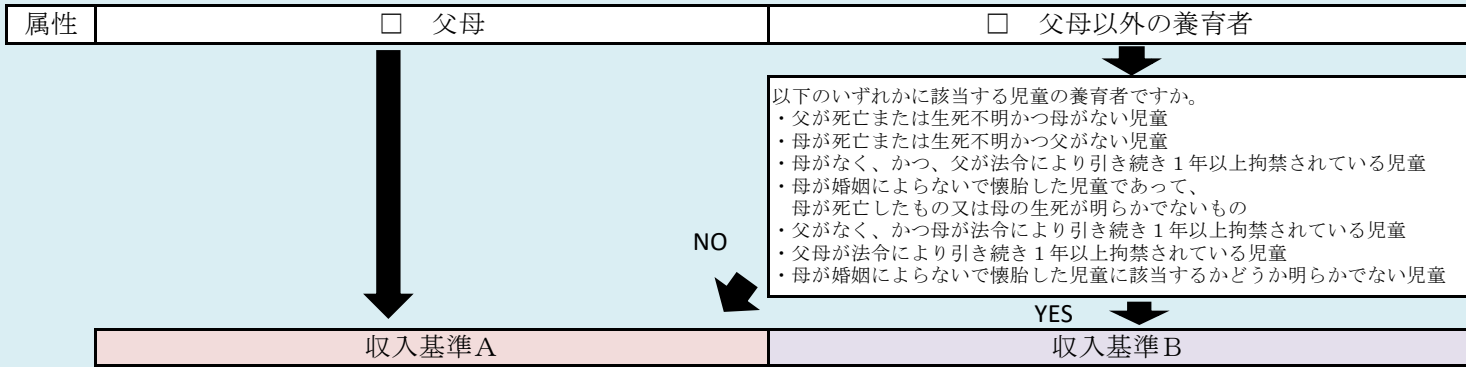 属性
□　父母
□　父母以外の養育者
以下のいずれかに該当する児童の養育者ですか。
・父が死亡または生死不明かつ母がない児童
・母が死亡または生死不明かつ父がない児童
・母がなく、かつ、父が法令により引き続き１年以上拘禁されている児童
・母が婚姻によらないで懐胎した児童であって、
　母が死亡したもの又は母の生死が明らかでないもの
・父がなく、かつ母が法令により引き続き１年以上拘禁されている児童
・父母が法令により引き続き１年以上拘禁されている児童
・母が婚姻によらないで懐胎した児童に該当するかどうか明らかでない児童
NO
YES
収入基準Ａ
収入基準Ｂ